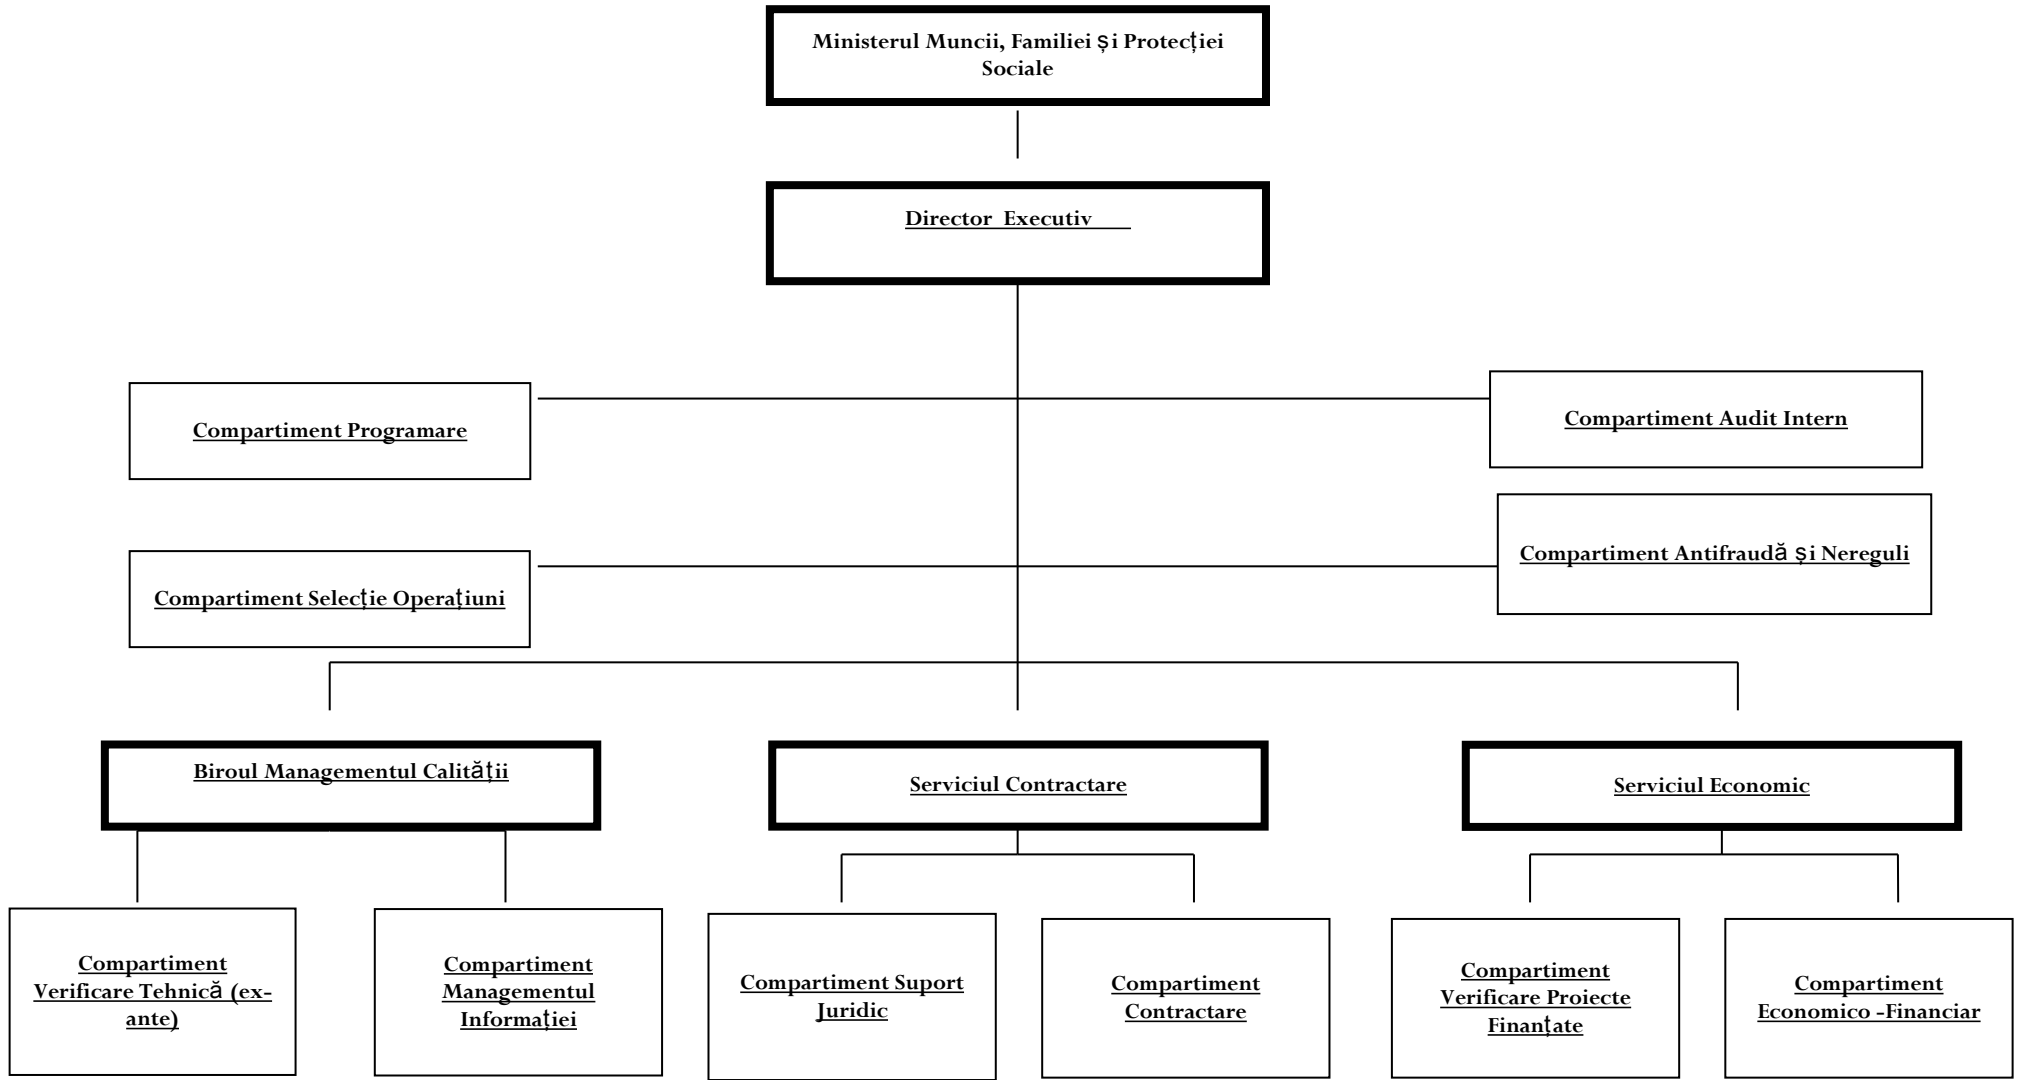 Ministerul Muncii, Familiei și Protecției
Sociale
Director Executiv
Compartiment Programare
Compartiment Audit Intern
Compartiment Antifraudă și Nereguli
Compartiment Selecție Operațiuni
Biroul Managementul Calității
Serviciul Contractare
Serviciul Economic
Compartiment
Verificare Tehnică (ex-
ante)
Compartiment
Managementul
Informației
Compartiment Suport
Juridic
Compartiment
Contractare
Compartiment
Verificare Proiecte
Finanțate
Compartiment
Economico -Financiar